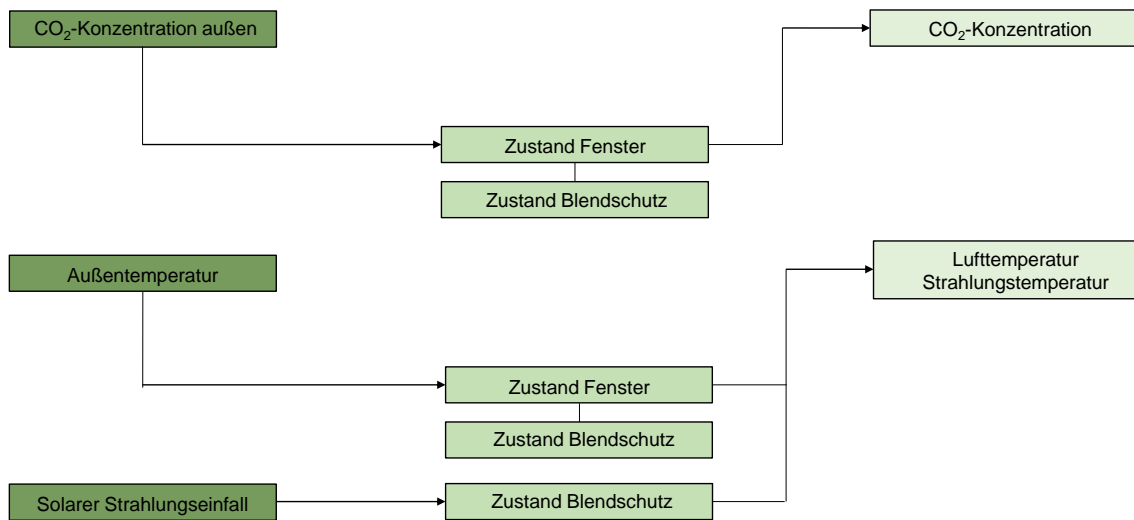 CO₂-Konzentration außen
CO₂-Konzentration
Zustand Fenster
Zustand Blendschutz
Außentemperatur
Lufttemperatur
Strahlungstemperatur
Zustand Fenster
Zustand Blendschutz
Solarer Strahlungseinfall
Zustand Blendschutz